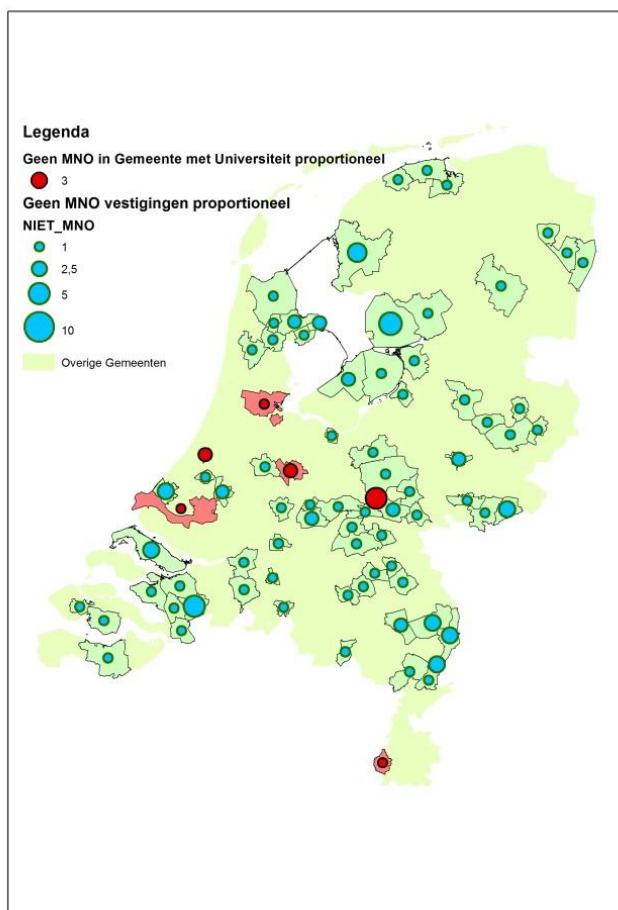 Legenda
Geen MNO in Gemeente met Universiteit proportioneel
3
Geen MNO vestigingen proportioneel
NIET_MNO
1
2,5
5
10
Overige Gemeenten